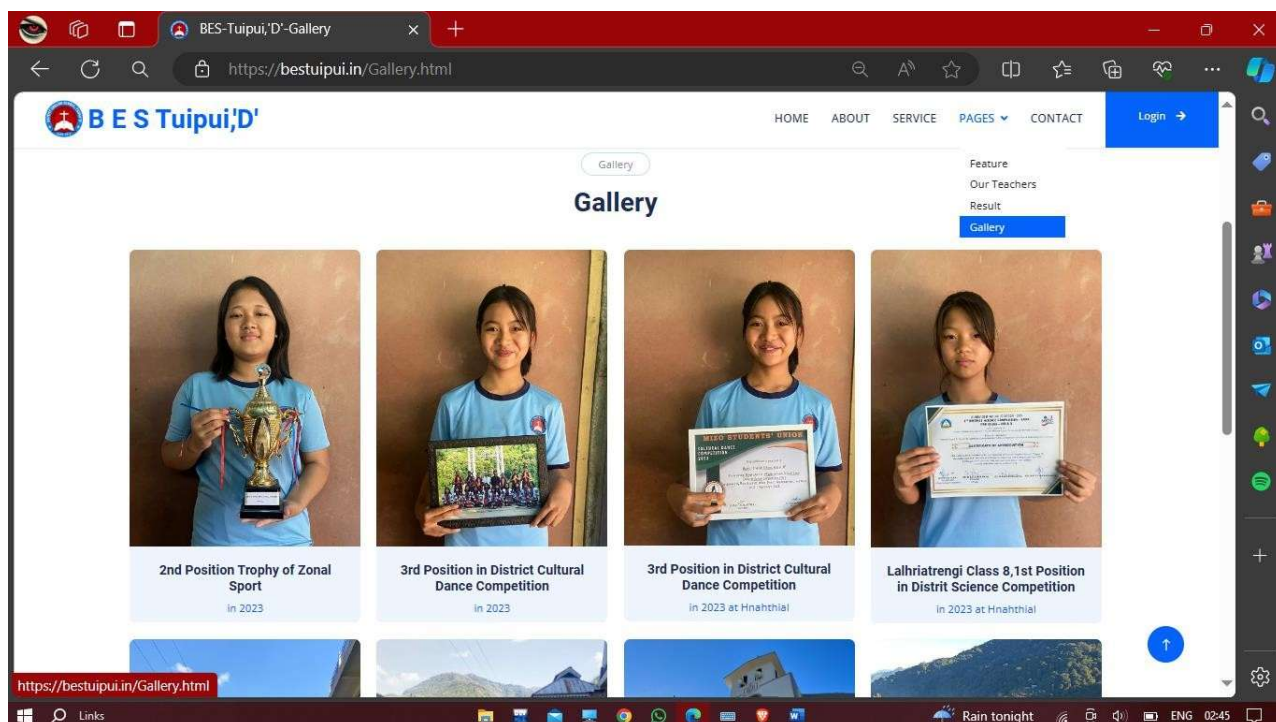 BES-Tuipui,'D'-Gallery
https://bestuipui.in/Gallery.html
B E S Tuipui,'D'
HOME ABOUT SERVICE PAGES CONTACT Login →
Gallery
Feature
Our Teachers
Result
Gallery
Gallery
MIZO STUDENTS' UNION
CULTURAL DANCE
COMPETITION
2023
2nd Position Trophy of Zonal
Sport
in 2023
3rd Position in District Cultural
Dance Competition
in 2023
3rd Position in District Cultural
Dance Competition
in 2023 at Hnahthial
Lalhriatrengi Class 8,1st Position
in Distrit Science Competition
in 2023 at Hnahthial
https://bestuipui.in/Gallery.html
Links
Rain tonight ENG 02:45